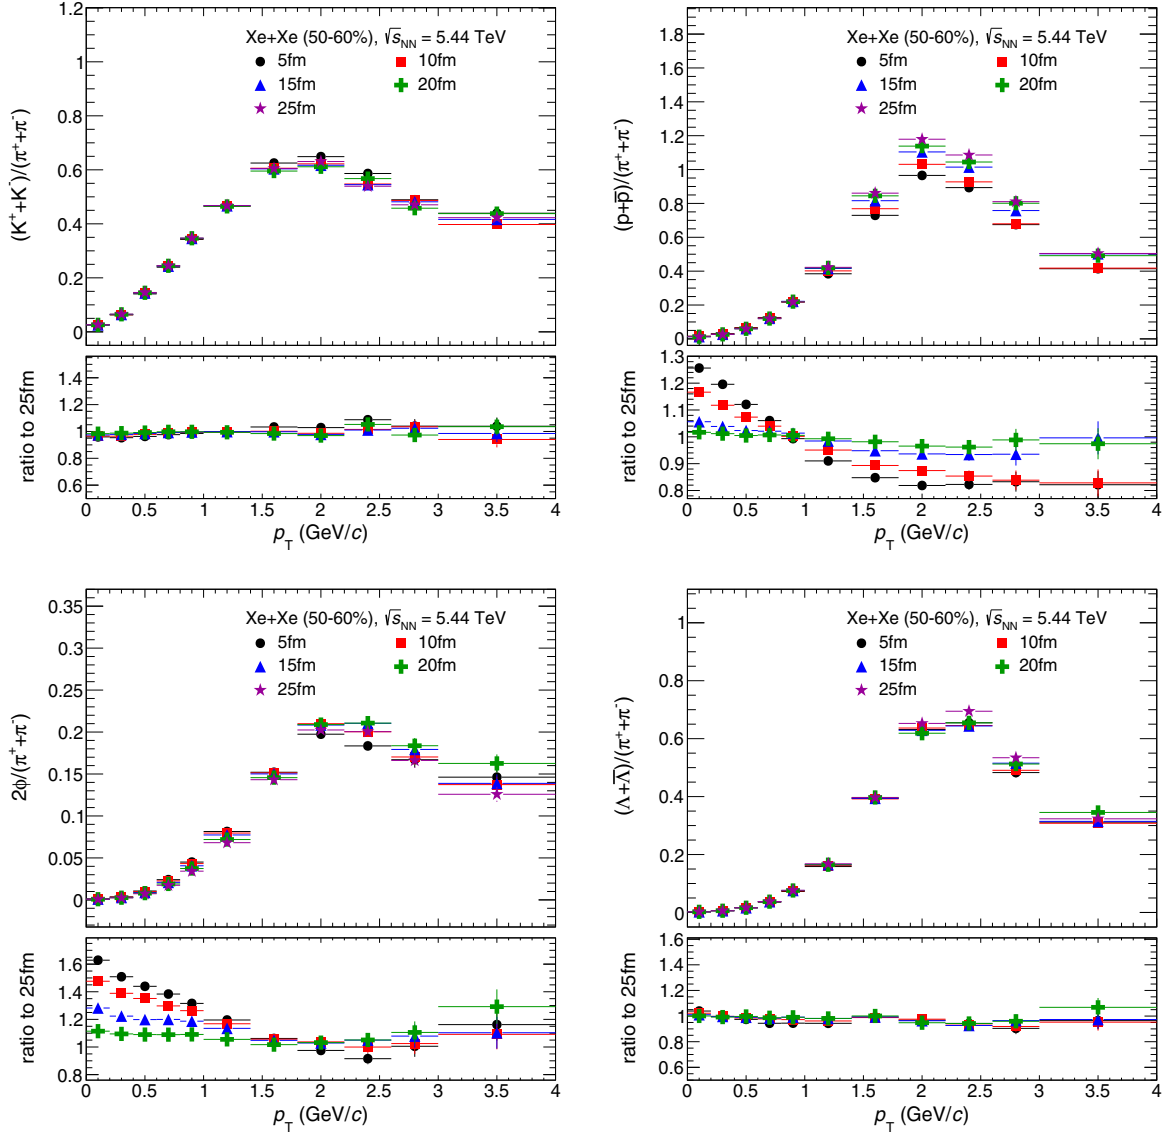 Xe+Xe (50-60%), √s_NN = 5.44 TeV
5fm 10fm
15fm 20fm
25fm
(K⁺+K⁻)/(π⁺+π⁻)
1.2
1
0.8
0.6
0.4
0.2
0
ratio to 25fm
1.4
1.2
1
0.8
0.6
0 0.5 1 1.5 2 2.5 3 3.5 4
p_T (GeV/c)
Xe+Xe (50-60%), √s_NN = 5.44 TeV
5fm 10fm
15fm 20fm
25fm
(p+p̅)/(π⁺+π⁻)
1.8
1.6
1.4
1.2
1
0.8
0.6
0.4
0.2
0
ratio to 25fm
1.3
1.2
1.1
1
0.9
0.8
0 0.5 1 1.5 2 2.5 3 3.5 4
p_T (GeV/c)
Xe+Xe (50-60%), √s_NN = 5.44 TeV
5fm 10fm
15fm 20fm
25fm
2ϕ/(π⁺+π⁻)
0.35
0.3
0.25
0.2
0.15
0.1
0.05
0
ratio to 25fm
1.6
1.4
1.2
1
0.8
0 0.5 1 1.5 2 2.5 3 3.5 4
p_T (GeV/c)
Xe+Xe (50-60%), √s_NN = 5.44 TeV
5fm 10fm
15fm 20fm
25fm
(Λ+Λ̅)/(π⁺+π⁻)
1
0.8
0.6
0.4
0.2
0
ratio to 25fm
1.6
1.4
1.2
1
0.8
0.6
0 0.5 1 1.5 2 2.5 3 3.5 4
p_T (GeV/c)